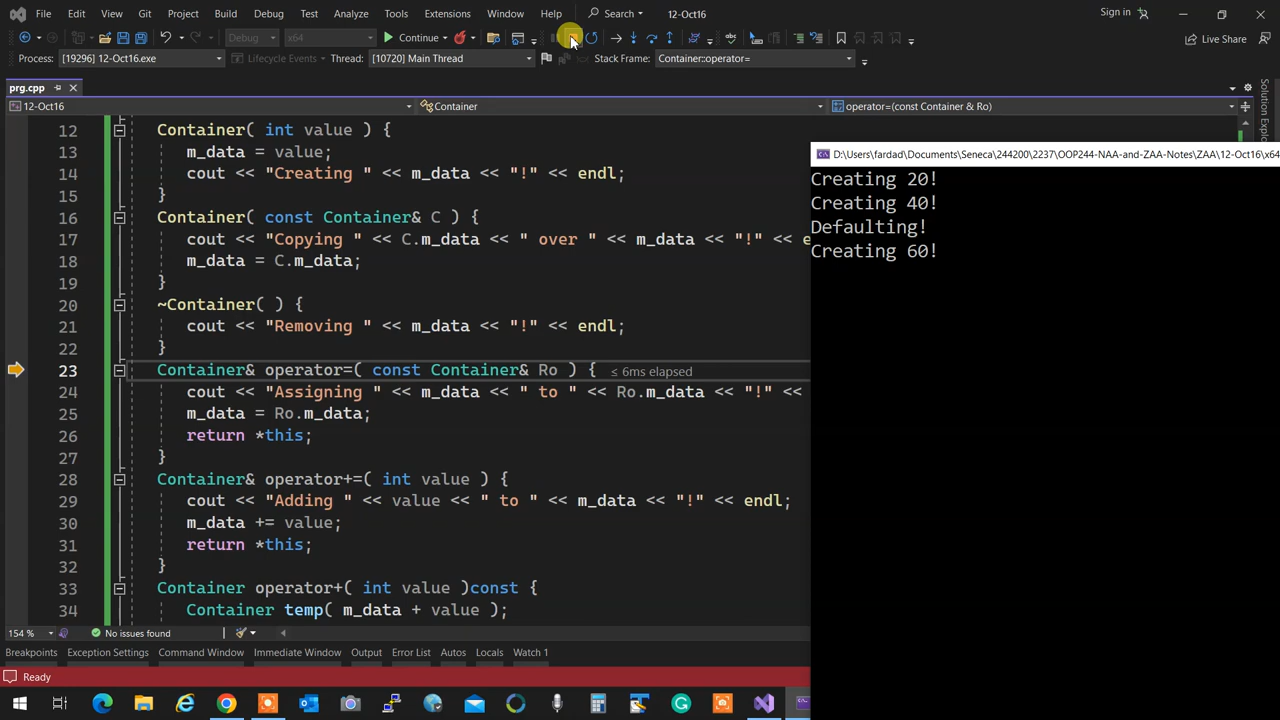 File Edit View Git Project Build Debug Test Analyze Tools Extensions Window Help Search 12-Oct16 Sign in
Debug x64 Continue Live Share
Process: [19296] 12-Oct16.exe Lifecycle Events Thread: [10720] Main Thread Stack Frame: Container::operator=
prg.cpp
12-Oct16 Container operator=(const Container & Ro)
12 Container( int value ) {
13 m_data = value;
14 cout << "Creating " << m_data << "!" << endl;
15 }
16 Container( const Container& C ) {
17 cout << "Copying " << C.m_data << " over " << m_data << "!" << e
18 m_data = C.m_data;
19 }
20 ~Container( ) {
21 cout << "Removing " << m_data << "!" << endl;
22 }
23 Container& operator=( const Container& Ro ) { ≤ 6ms elapsed
24 cout << "Assigning " << m_data << " to " << Ro.m_data << "!" <<
25 m_data = Ro.m_data;
26 return *this;
27 }
28 Container& operator+=( int value ) {
29 cout << "Adding " << value << " to " << m_data << "!" << endl;
30 m_data += value;
31 return *this;
32 }
33 Container operator+( int value )const {
34 Container temp( m_data + value );
154 % No issues found
Breakpoints Exception Settings Command Window Immediate Window Output Error List Autos Locals Watch 1
Ready
D:\Users\fardad\Documents\Seneca\244200\2237\OOP244-NAA-and-ZAA-Notes\ZAA\12-Oct16\x64
Creating 20!
Creating 40!
Defaulting!
Creating 60!
Solution Explor